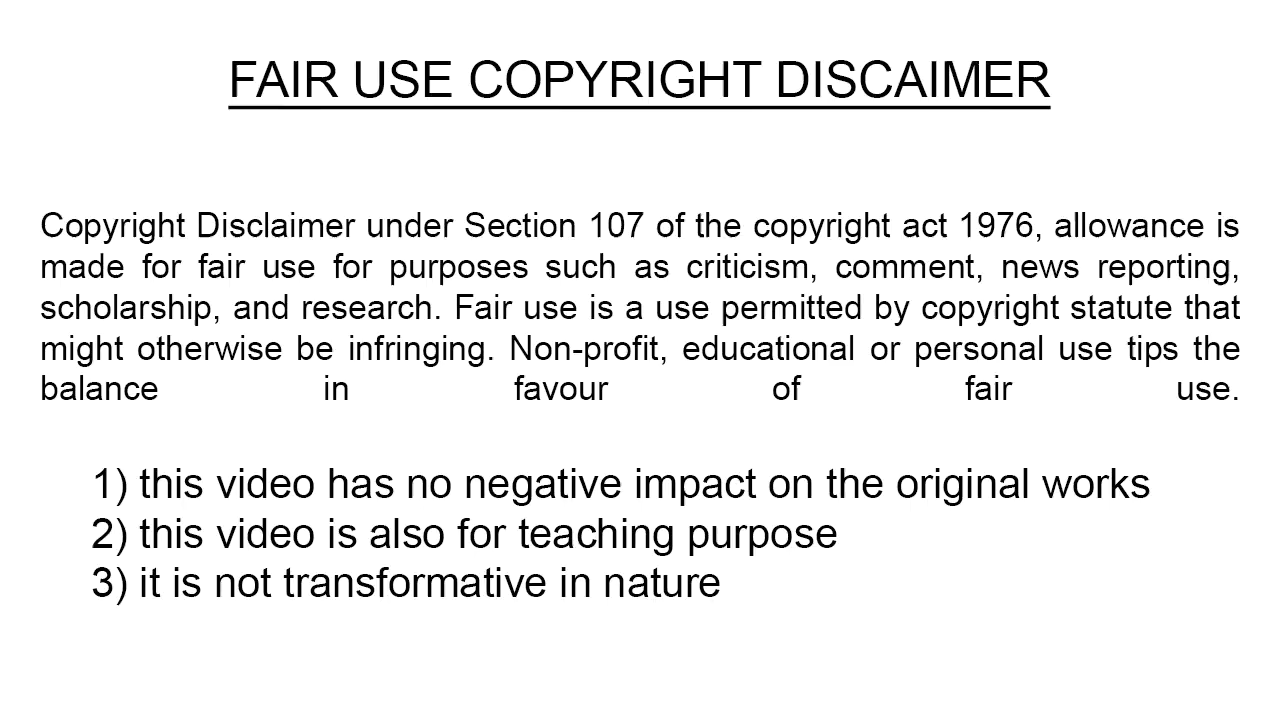 FAIR USE COPYRIGHT DISCAIMER
Copyright Disclaimer under Section 107 of the copyright act 1976, allowance is
made for fair use for purposes such as criticism, comment, news reporting,
scholarship, and research. Fair use is a use permitted by copyright statute that
might otherwise be infringing. Non-profit, educational or personal use tips the
balance in favour of fair use.
1) this video has no negative impact on the original works
2) this video is also for teaching purpose
3) it is not transformative in nature